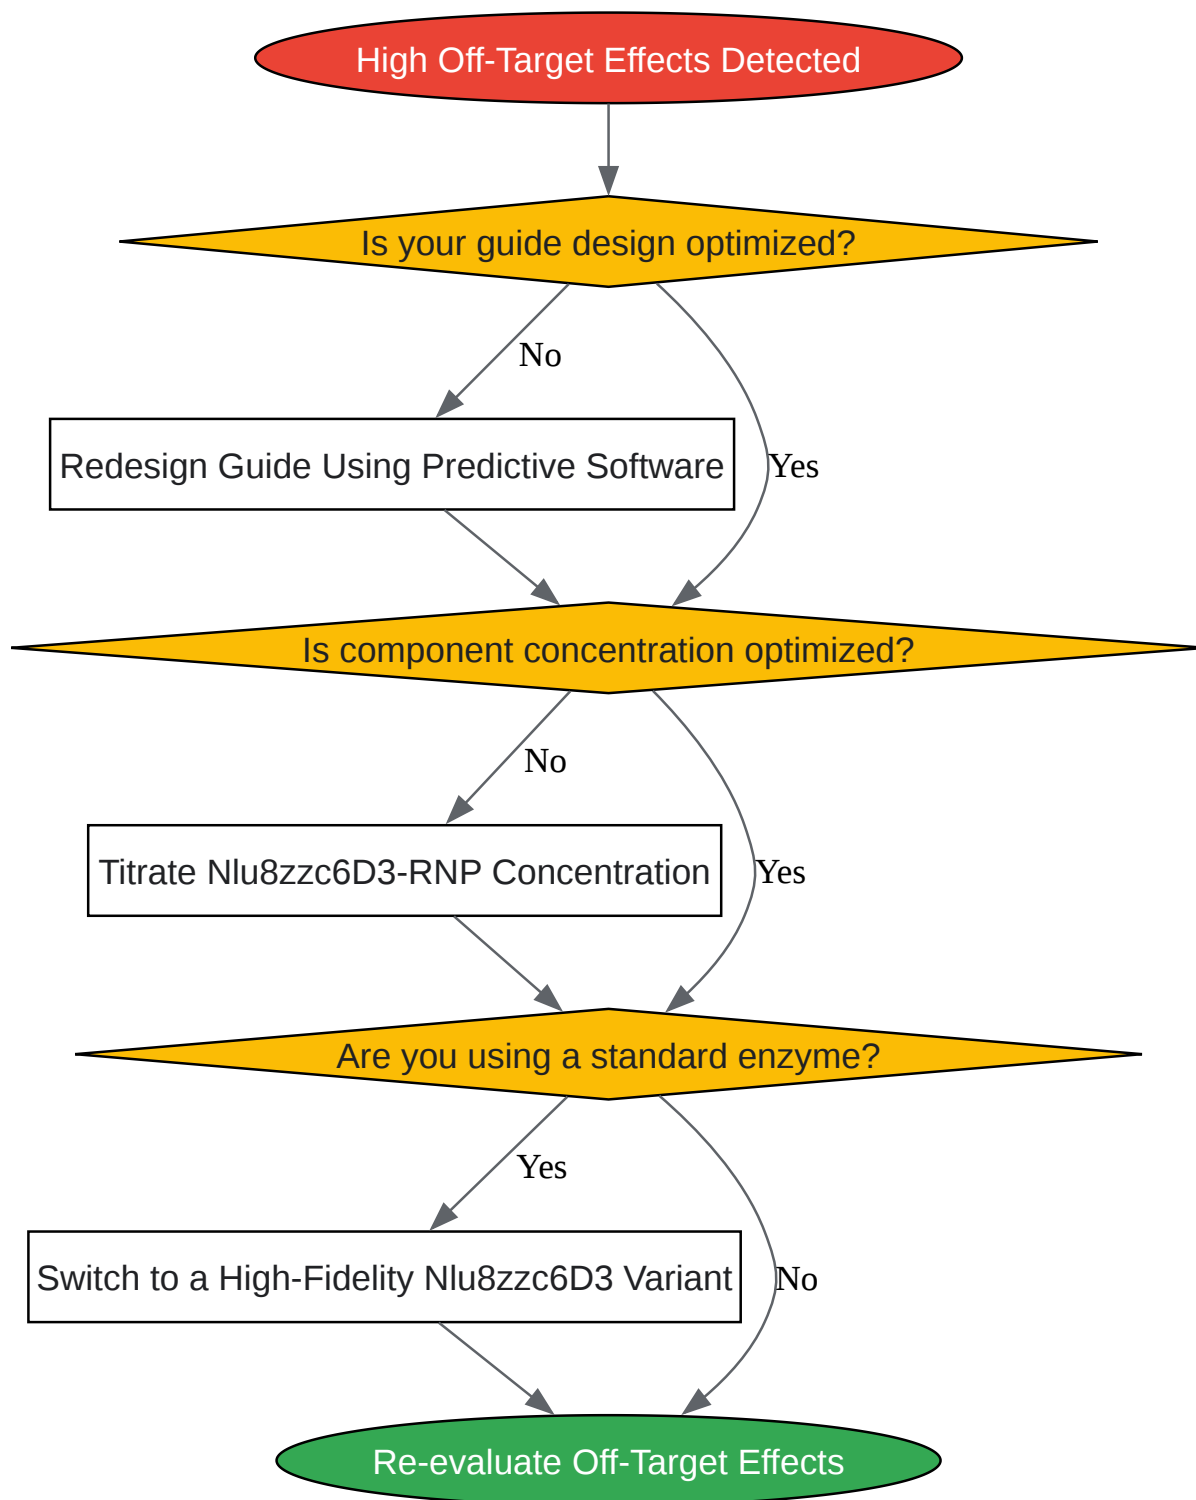 High Off-Target Effects Detected
Is your guide design optimized?
No
Redesign Guide Using Predictive Software
Yes
Is component concentration optimized?
No
Titrate Nlu8zzc6D3-RNP Concentration
Yes
Are you using a standard enzyme?
Yes
Switch to a High-Fidelity Nlu8zzc6D3 Variant
No
Re-evaluate Off-Target Effects